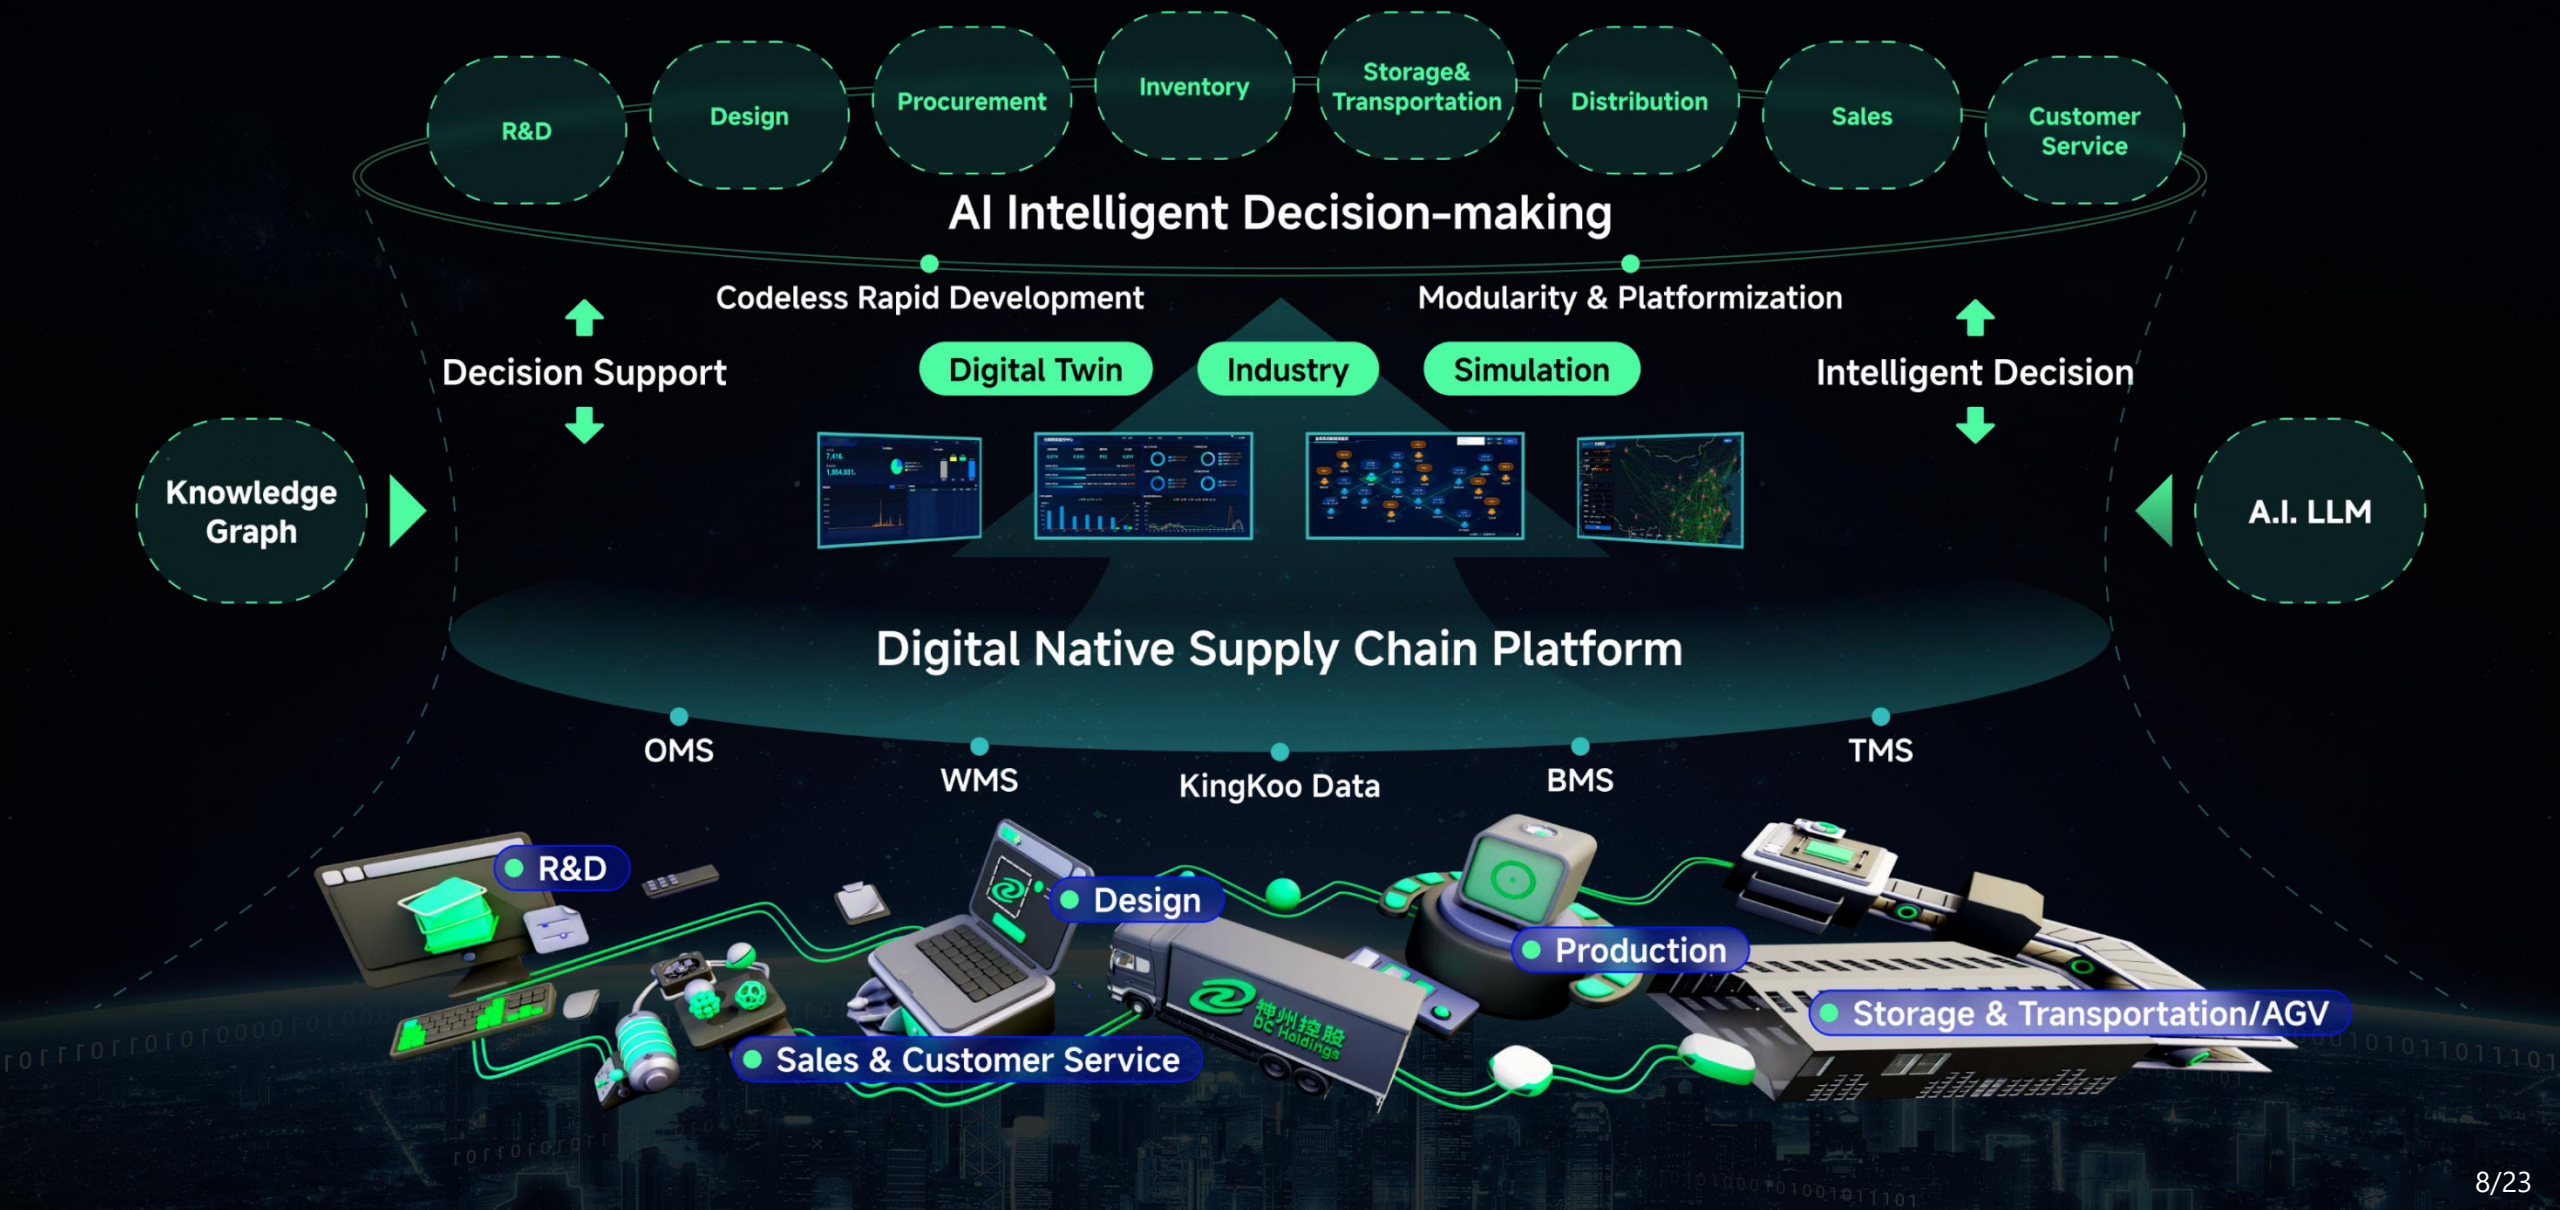 R&D
Design
Procurement
Inventory
Storage&
Transportation
Distribution
Sales
Customer
Service
AI Intelligent Decision-making
Codeless Rapid Development
Modularity & Platformization
Decision Support
Digital Twin
Industry
Simulation
Intelligent Decision
Knowledge
Graph
A.I. LLM
Digital Native Supply Chain Platform
OMS
WMS
KingKoo Data
BMS
TMS
R&D
Design
Production
Storage & Transportation/AGV
Sales & Customer Service
神州控股
DC Holdings
8/23